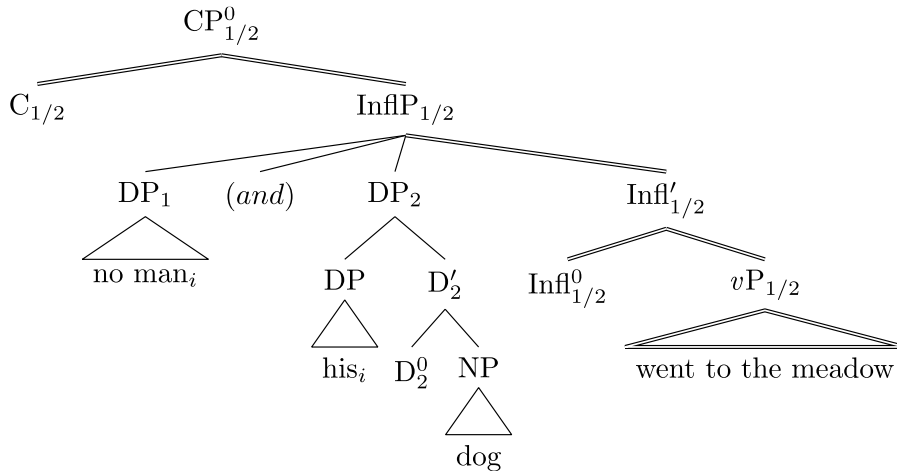 CP⁰₁/₂
C₁/₂ InflP₁/₂
DP₁ (and) DP₂ Infl′₁/₂
no manᵢ DP D′₂ Infl⁰₁/₂ vP₁/₂
hisᵢ D⁰₂ NP went to the meadow
dog